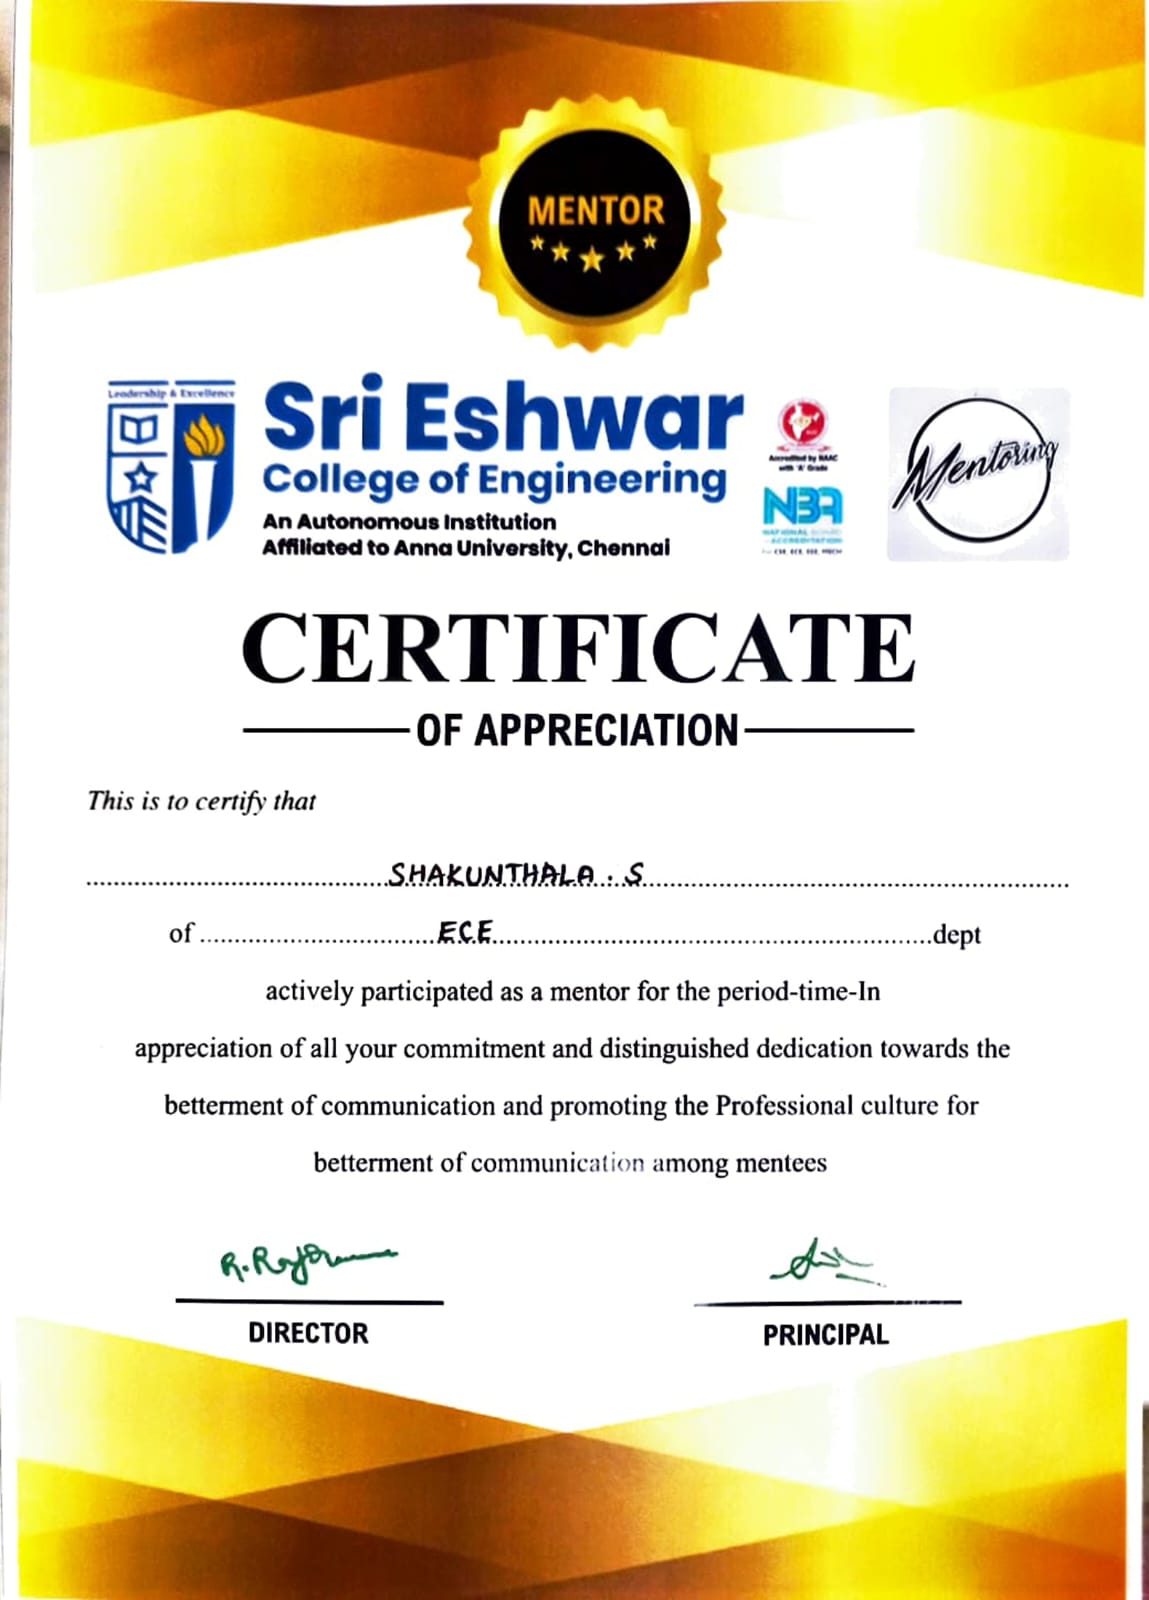 MENTOR
Leadership & Excellence
Sri Eshwar
College of Engineering
An Autonomous Institution
Affiliated to Anna University, Chennai
Accredited by NAAC
with 'A' Grade
NBA
NATIONAL BOARD
ACCREDITATION
Mentoring
CERTIFICATE
OF APPRECIATION
This is to certify that
SHAKUNTHALA . S
of ECE dept
actively participated as a mentor for the period-time-In
appreciation of all your commitment and distinguished dedication towards the
betterment of communication and promoting the Professional culture for
betterment of communication among mentees
R. Raj
DIRECTOR
PRINCIPAL